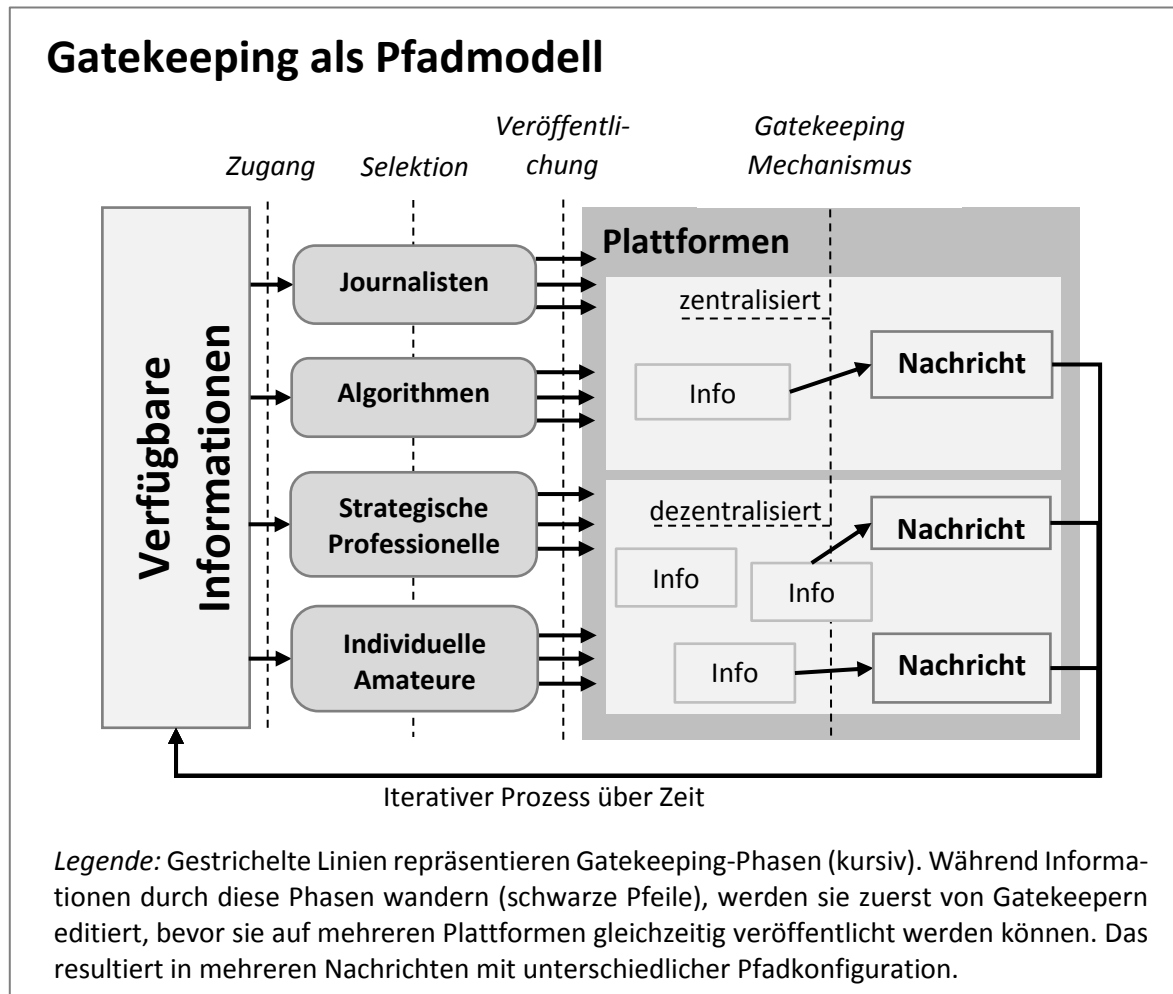 Gatekeeping als Pfadmodell
Zugang
Selektion
Veröffentli-
chung
Gatekeeping
Mechanismus
Verfügbare
Informationen
Journalisten
Algorithmen
Strategische
Professionelle
Individuelle
Amateure
Plattformen
zentralisiert
Info
Nachricht
dezentralisiert
Nachricht
Info
Info
Info
Nachricht
Iterativer Prozess über Zeit
Legende: Gestrichelte Linien repräsentieren Gatekeeping-Phasen (kursiv). Während Informa-
tionen durch diese Phasen wandern (schwarze Pfeile), werden sie zuerst von Gatekeepern
editiert, bevor sie auf mehreren Plattformen gleichzeitig veröffentlicht werden können. Das
resultiert in mehreren Nachrichten mit unterschiedlicher Pfadkonfiguration.